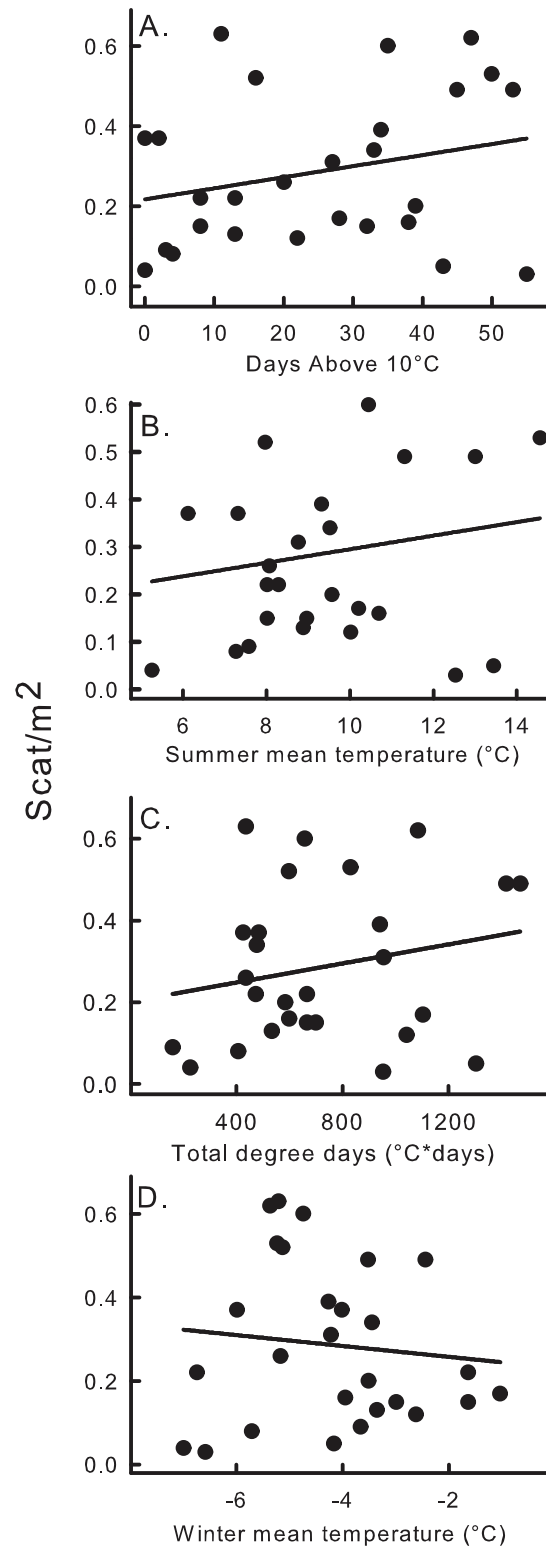 Scat/m2
A.
0.6
0.4
0.2
0.0
0 10 20 30 40 50
Days Above 10°C
B.
0.6
0.5
0.4
0.3
0.2
0.1
0.0
6 8 10 12 14
Summer mean temperature (°C)
C.
0.6
0.4
0.2
0.0
400 800 1200
Total degree days (°C*days)
D.
0.6
0.4
0.2
0.0
-6 -4 -2
Winter mean temperature (°C)